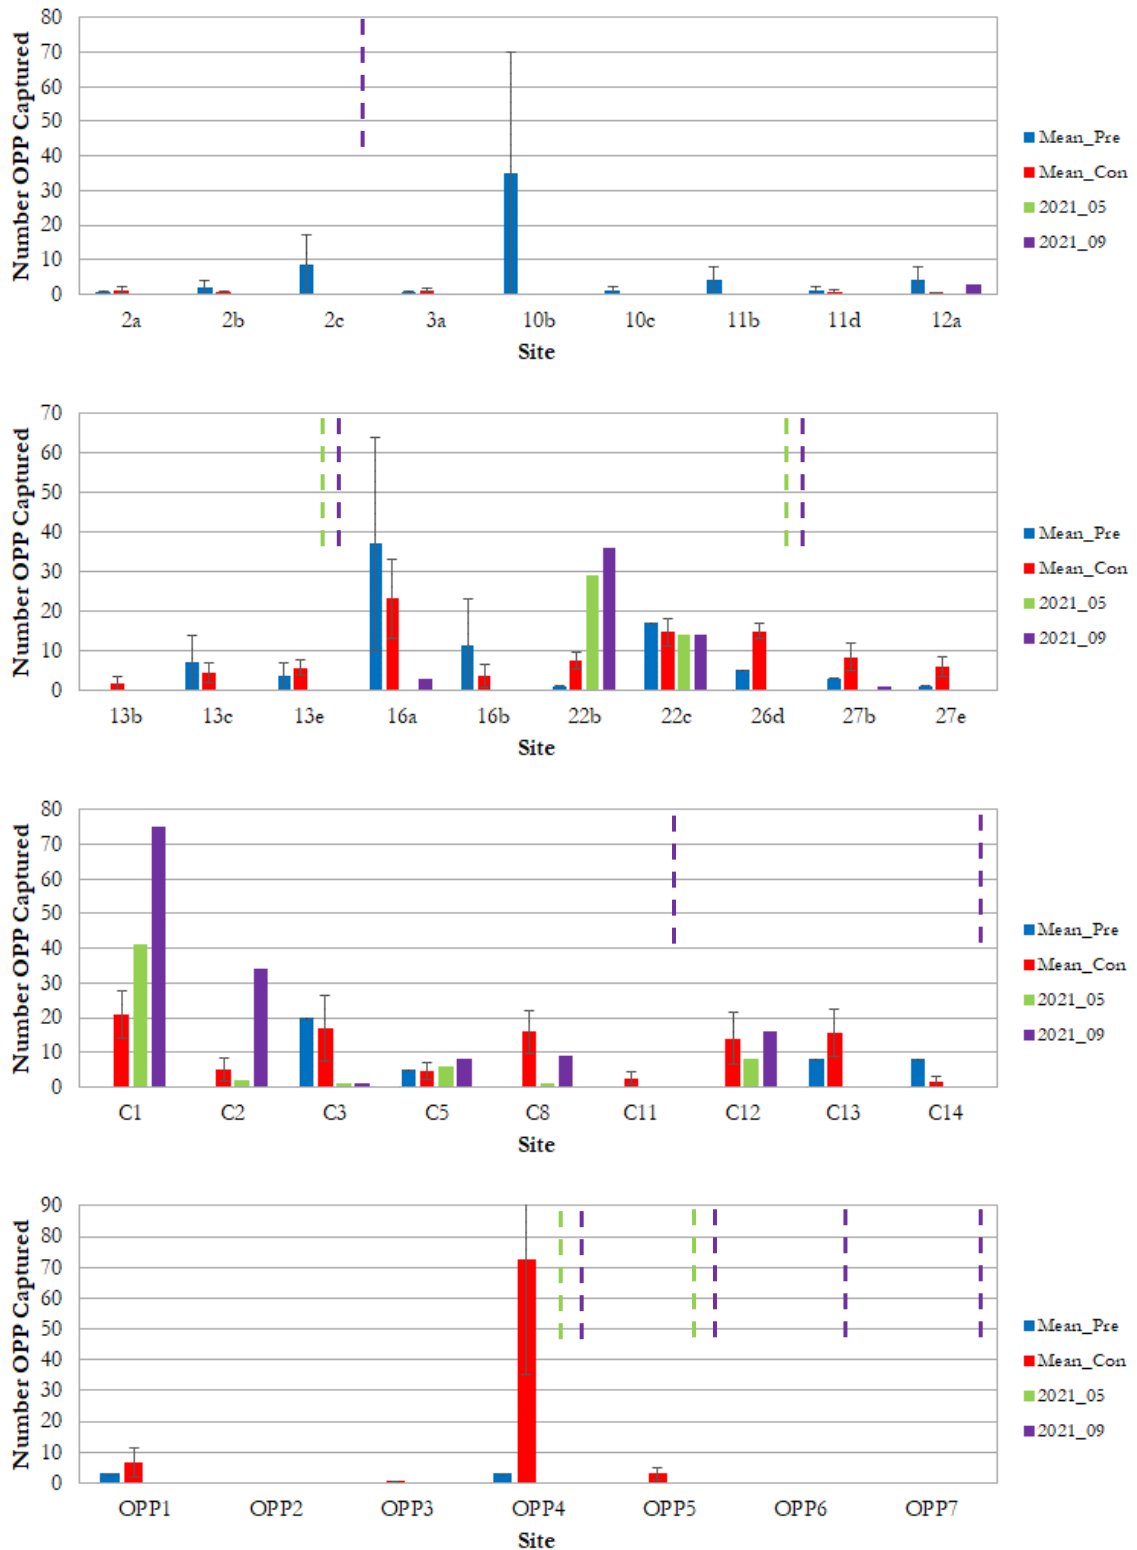 Number OPP Captured
80
70
60
50
40
30
20
10
0
2a 2b 2c 3a 10b 10c 11b 11d 12a
Site
Mean_Pre
Mean_Con
2021_05
2021_09
Number OPP Captured
70
60
50
40
30
20
10
0
13b 13c 13e 16a 16b 22b 22c 26d 27b 27e
Site
Mean_Pre
Mean_Con
2021_05
2021_09
Number OPP Captured
80
70
60
50
40
30
20
10
0
C1 C2 C3 C5 C8 C11 C12 C13 C14
Site
Mean_Pre
Mean_Con
2021_05
2021_09
Number OPP Captured
90
80
70
60
50
40
30
20
10
0
OPP1 OPP2 OPP3 OPP4 OPP5 OPP6 OPP7
Site
Mean_Pre
Mean_Con
2021_05
2021_09